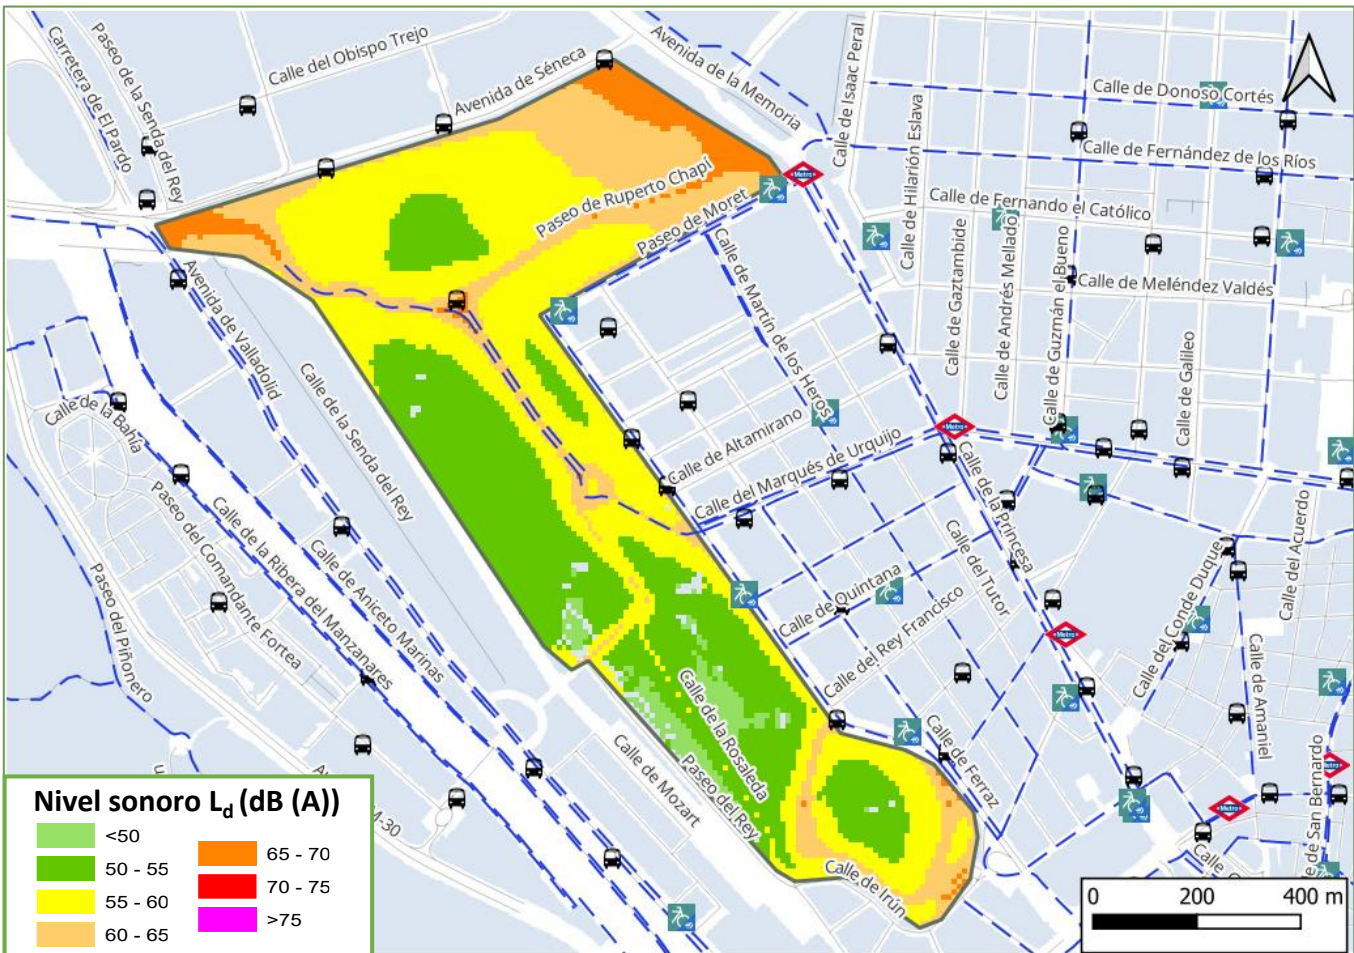 Carretera de El Pardo
Paseo de la Senda del Rey
Calle del Obispo Trejo
Avenida de Séneca
Avenida de la Memoria
Calle de Isaac Peral
Calle de Hilarión Eslava
Calle de Donoso Cortés
Calle de Fernández de los Ríos
Calle de Fernando el Católico
Calle de Meléndez Valdés
Calle de Gaztambide
Calle de Andrés Mellado
Calle de Guzmán el Bueno
Calle de Galileo
Paseo de Ruperto Chapí
Paseo de Moret
Calle de Martín de los Heros
Metro
Avenida de Valladolid
Calle de la Senda del Rey
Calle de la Bahía
Calle de Altamirano
Calle del Marqués de Urquijo
Metro
Calle de la Princesa
Calle del Acuerdo
Paseo del Comandante Fortea
Calle de la Ribera del Manzanares
Calle de Aniceto Marinas
Paseo del Piñonero
Calle de Quintana
Calle del Rey Francisco
Calle del Tutor
Metro
Calle del Conde Duque
Calle de Amaniel
Calle de la Rosaleda
Paseo del Rey
Calle de Mozart
Calle de Ferraz
Calle de Irún
Metro
Metro
e de San Bernardo
Calle
M-30
Nivel sonoro Ld (dB (A))
<50
50 - 55
55 - 60
60 - 65
65 - 70
70 - 75
>75
0 200 400 m